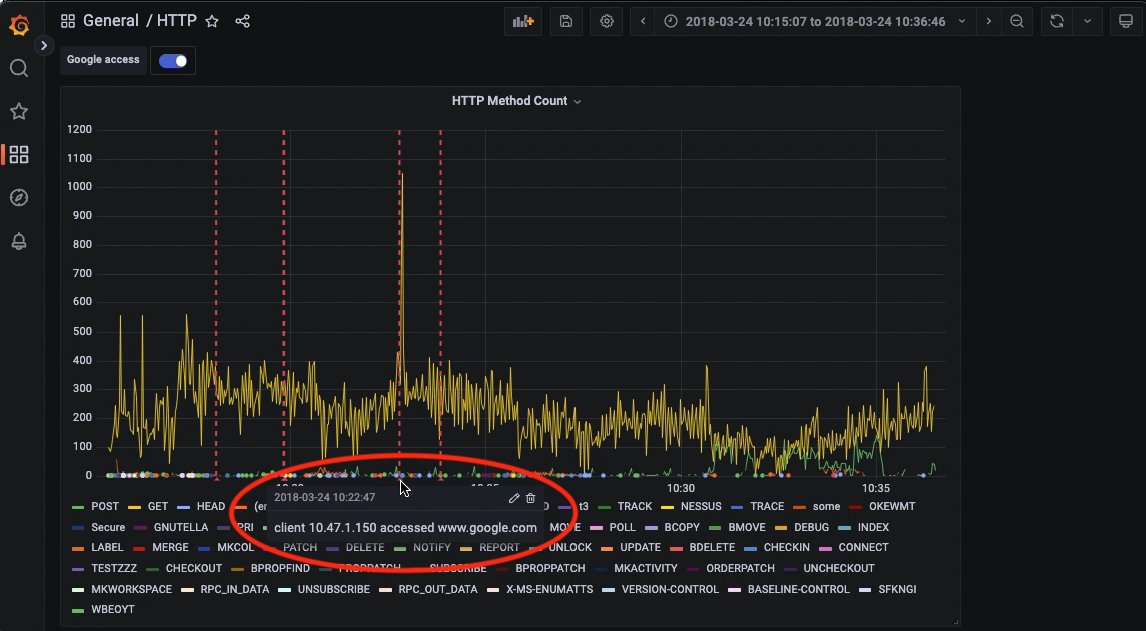 General / HTTP
2018-03-24 10:15:07 to 2018-03-24 10:36:46
Google access
HTTP Method Count
1200
1100
1000
900
800
700
600
500
400
300
200
100
0
10:30 10:35
POST GET HEAD t3 TRACK NESSUS TRACE some OKEWMT
2018-03-24 10:22:47
Secure GNUTELLA PRI MOVE POLL BCOPY BMOVE DEBUG INDEX
client 10.47.1.150 accessed www.google.com
LABEL MERGE MKCOL PATCH DELETE NOTIFY REPORT UNLOCK UPDATE BDELETE CHECKIN CONNECT
TESTZZZ CHECKOUT BPROPFIND PROPPATCH SUBSCRIBE BPROPPATCH MKACTIVITY ORDERPATCH UNCHECKOUT
MKWORKSPACE RPC_IN_DATA UNSUBSCRIBE RPC_OUT_DATA X-MS-ENUMATTS VERSION-CONTROL BASELINE-CONTROL SFKNGI
WBEOYT